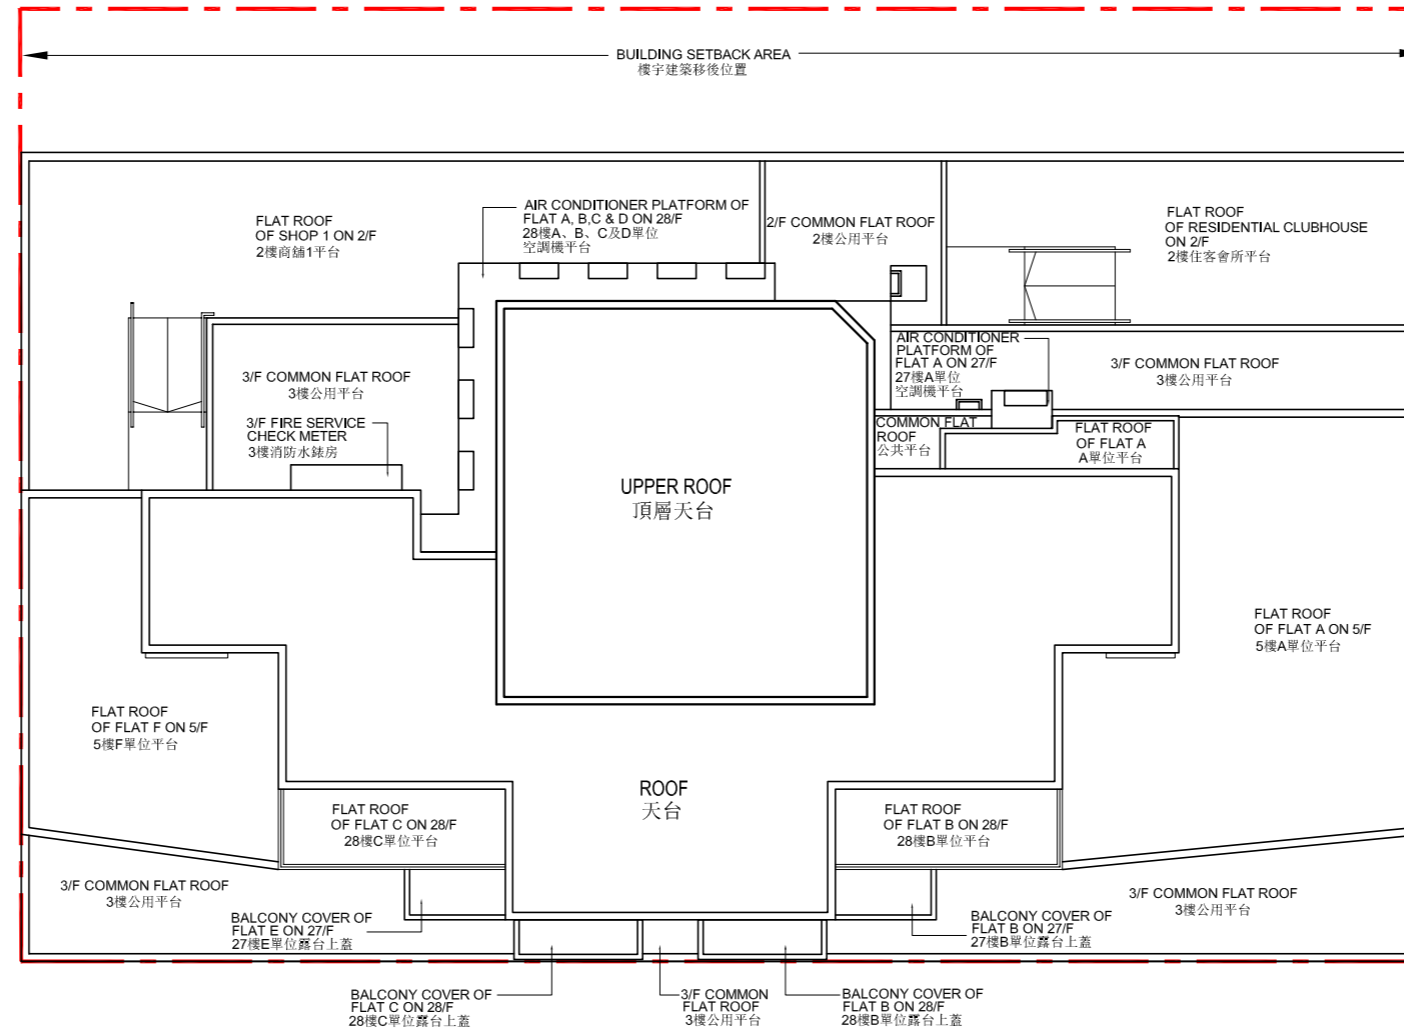 BUILDING SETBACK AREA
樓宇建築移後位置
FLAT ROOF
OF SHOP 1 ON 2/F
2樓商舖1平台
AIR CONDITIONER PLATFORM OF
FLAT A, B,C & D ON 28/F
28樓A、B、C及D單位
空調機平台
2/F COMMON FLAT ROOF
2樓公用平台
FLAT ROOF
OF RESIDENTIAL CLUBHOUSE
ON 2/F
2樓住客會所平台
AIR CONDITIONER
PLATFORM OF
FLAT A ON 27/F
27樓A單位
空調機平台
3/F COMMON FLAT ROOF
3樓公用平台
3/F COMMON FLAT ROOF
3樓公用平台
3/F FIRE SERVICE
CHECK METER
3樓消防水錶房
COMMON FLAT
ROOF
公共平台
FLAT ROOF
OF FLAT A
A單位平台
UPPER ROOF
頂層天台
FLAT ROOF
OF FLAT A ON 5/F
5樓A單位平台
FLAT ROOF
OF FLAT F ON 5/F
5樓F單位平台
ROOF
天台
FLAT ROOF
OF FLAT C ON 28/F
28樓C單位平台
FLAT ROOF
OF FLAT B ON 28/F
28樓B單位平台
3/F COMMON FLAT ROOF
3樓公用平台
3/F COMMON FLAT ROOF
3樓公用平台
BALCONY COVER OF
FLAT E ON 27/F
27樓E單位露台上蓋
BALCONY COVER OF
FLAT B ON 27/F
27樓B單位露台上蓋
BALCONY COVER OF
FLAT C ON 28/F
28樓C單位露台上蓋
3/F COMMON
FLAT ROOF
3樓公用平台
BALCONY COVER OF
FLAT B ON 28/F
28樓B單位露台上蓋